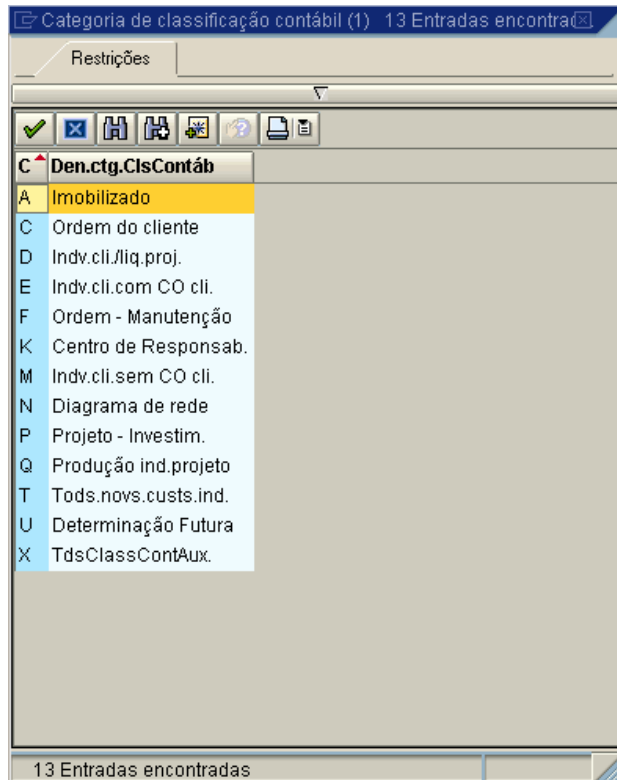 Categoria de classificação contábil (1) 13 Entradas encontrad
Restrições
C Den.ctg.ClsContáb
A Imobilizado
C Ordem do cliente
D Indv.cli./liq.proj.
E Indv.cli.com CO cli.
F Ordem - Manutenção
K Centro de Responsab.
M Indv.cli.sem CO cli.
N Diagrama de rede
P Projeto - Investim.
Q Produção ind.projeto
T Tods.novs.custs.ind.
U Determinação Futura
X TdsClassContAux.
13 Entradas encontradas